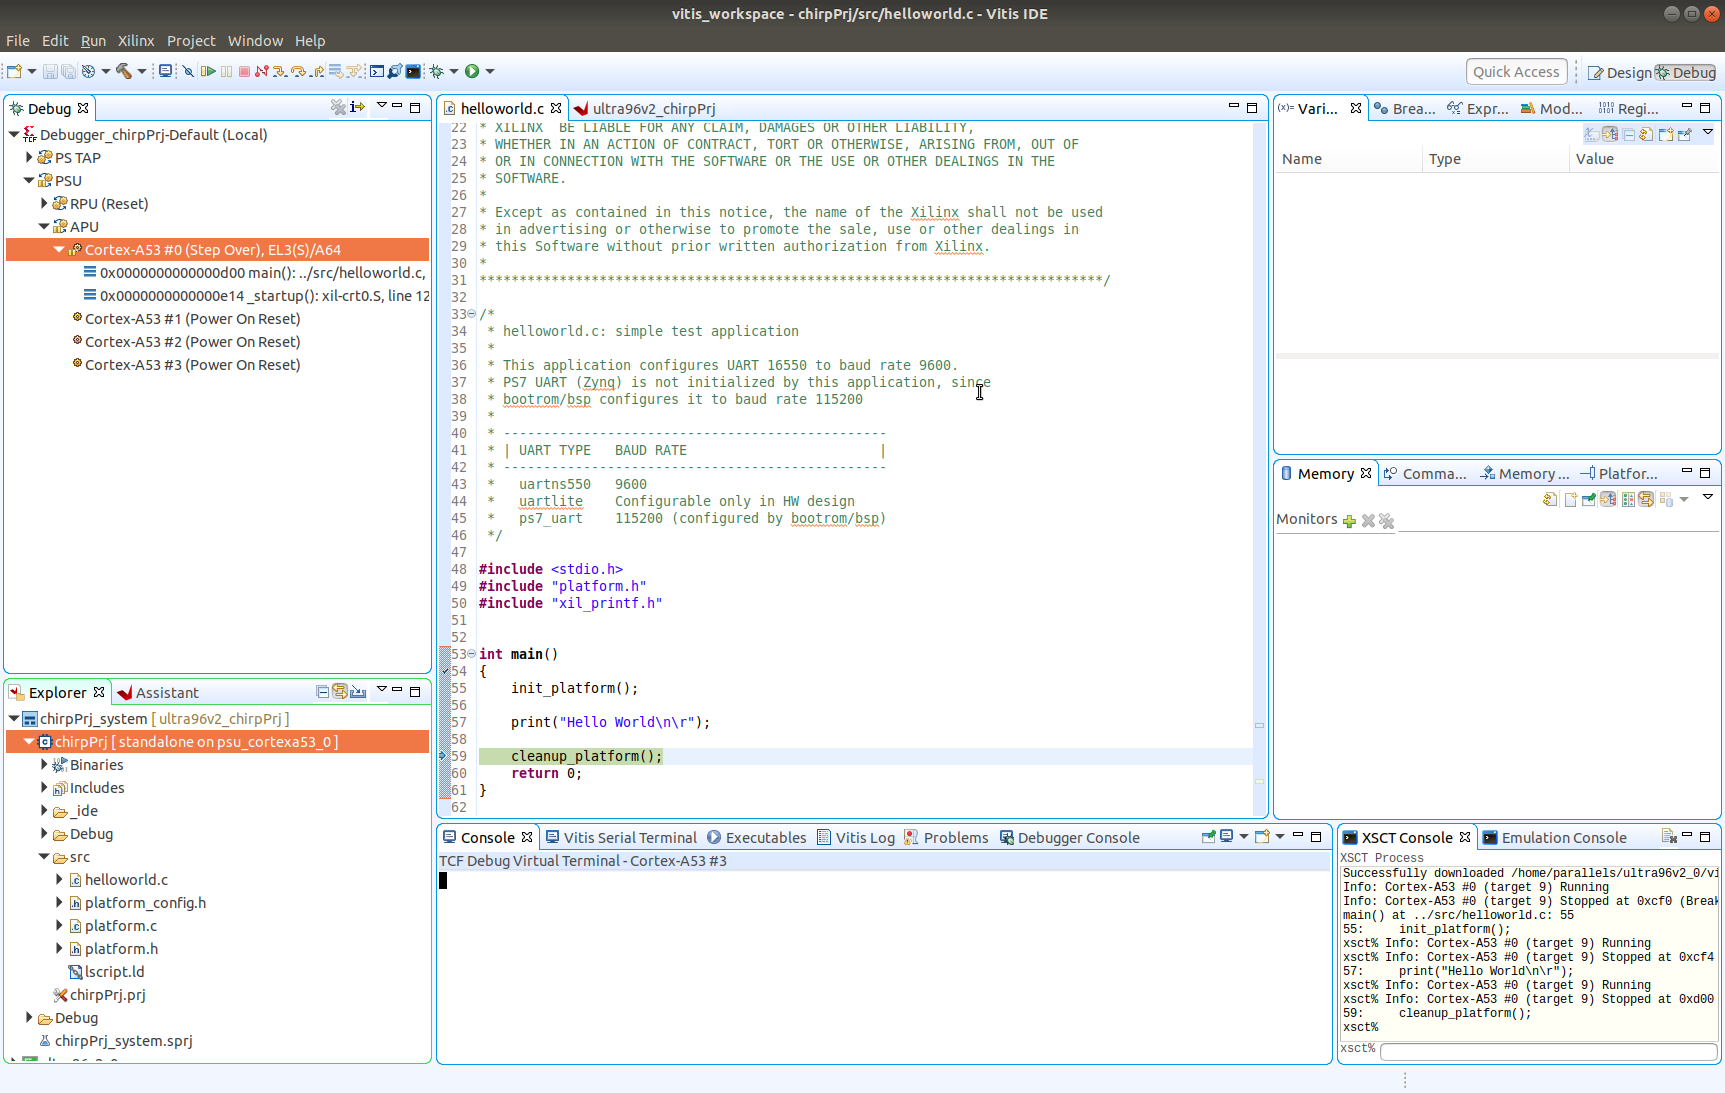 vitis_workspace - chirpPrj/src/helloworld.c - Vitis IDE
File Edit Run Xilinx Project Window Help
Quick Access Design Debug
Debug
Debugger_chirpPrj-Default (Local)
PS TAP
PSU
RPU (Reset)
APU
Cortex-A53 #0 (Step Over), EL3(S)/A64
0x0000000000000d00 main(): ../src/helloworld.c,
0x0000000000000e14 _startup(): xil-crt0.S, line 12
Cortex-A53 #1 (Power On Reset)
Cortex-A53 #2 (Power On Reset)
Cortex-A53 #3 (Power On Reset)
Explorer Assistant
chirpPrj_system [ ultra96v2_chirpPrj ]
chirpPrj [ standalone on psu_cortexa53_0 ]
Binaries
Includes
_ide
Debug
src
helloworld.c
platform_config.h
platform.c
platform.h
lscript.ld
chirpPrj.prj
Debug
chirpPrj_system.sprj
helloworld.c ultra96v2_chirpPrj
22 * XILINX  BE LIABLE FOR ANY CLAIM, DAMAGES OR OTHER LIABILITY,
23 * WHETHER IN AN ACTION OF CONTRACT, TORT OR OTHERWISE, ARISING FROM, OUT OF
24 * OR IN CONNECTION WITH THE SOFTWARE OR THE USE OR OTHER DEALINGS IN THE
25 * SOFTWARE.
26 *
27 * Except as contained in this notice, the name of the Xilinx shall not be used
28 * in advertising or otherwise to promote the sale, use or other dealings in
29 * this Software without prior written authorization from Xilinx.
30 *
31 ******************************************************************************/
32
33 /*
34  * helloworld.c: simple test application
35  *
36  * This application configures UART 16550 to baud rate 9600.
37  * PS7 UART (Zynq) is not initialized by this application, since
38  * bootrom/bsp configures it to baud rate 115200
39  *
40  * ------------------------------------------------
41  * | UART TYPE   BAUD RATE                        |
42  * ------------------------------------------------
43  *   uartns550   9600
44  *   uartlite    Configurable only in HW design
45  *   ps7_uart    115200 (configured by bootrom/bsp)
46  */
47
48 #include <stdio.h>
49 #include "platform.h"
50 #include "xil_printf.h"
51
52
53 int main()
54 {
55     init_platform();
56
57     print("Hello World\n\r");
58
59     cleanup_platform();
60     return 0;
61 }
62
(x)= Vari... Brea... Expr... Mod... Regi...
Name Type Value
Memory Comma... Memory ... Platfor...
Monitors
Console Vitis Serial Terminal Executables Vitis Log Problems Debugger Console
TCF Debug Virtual Terminal - Cortex-A53 #3
XSCT Console Emulation Console
XSCT Process
Successfully downloaded /home/parallels/ultra96v2_0/vi
Info: Cortex-A53 #0 (target 9) Running
Info: Cortex-A53 #0 (target 9) Stopped at 0xcf0 (Break
main() at ../src/helloworld.c: 55
55:     init_platform();
xsct% Info: Cortex-A53 #0 (target 9) Running
xsct% Info: Cortex-A53 #0 (target 9) Stopped at 0xcf4
57:     print("Hello World\n\r");
xsct% Info: Cortex-A53 #0 (target 9) Running
xsct% Info: Cortex-A53 #0 (target 9) Stopped at 0xd00
59:     cleanup_platform();
xsct%
xsct%